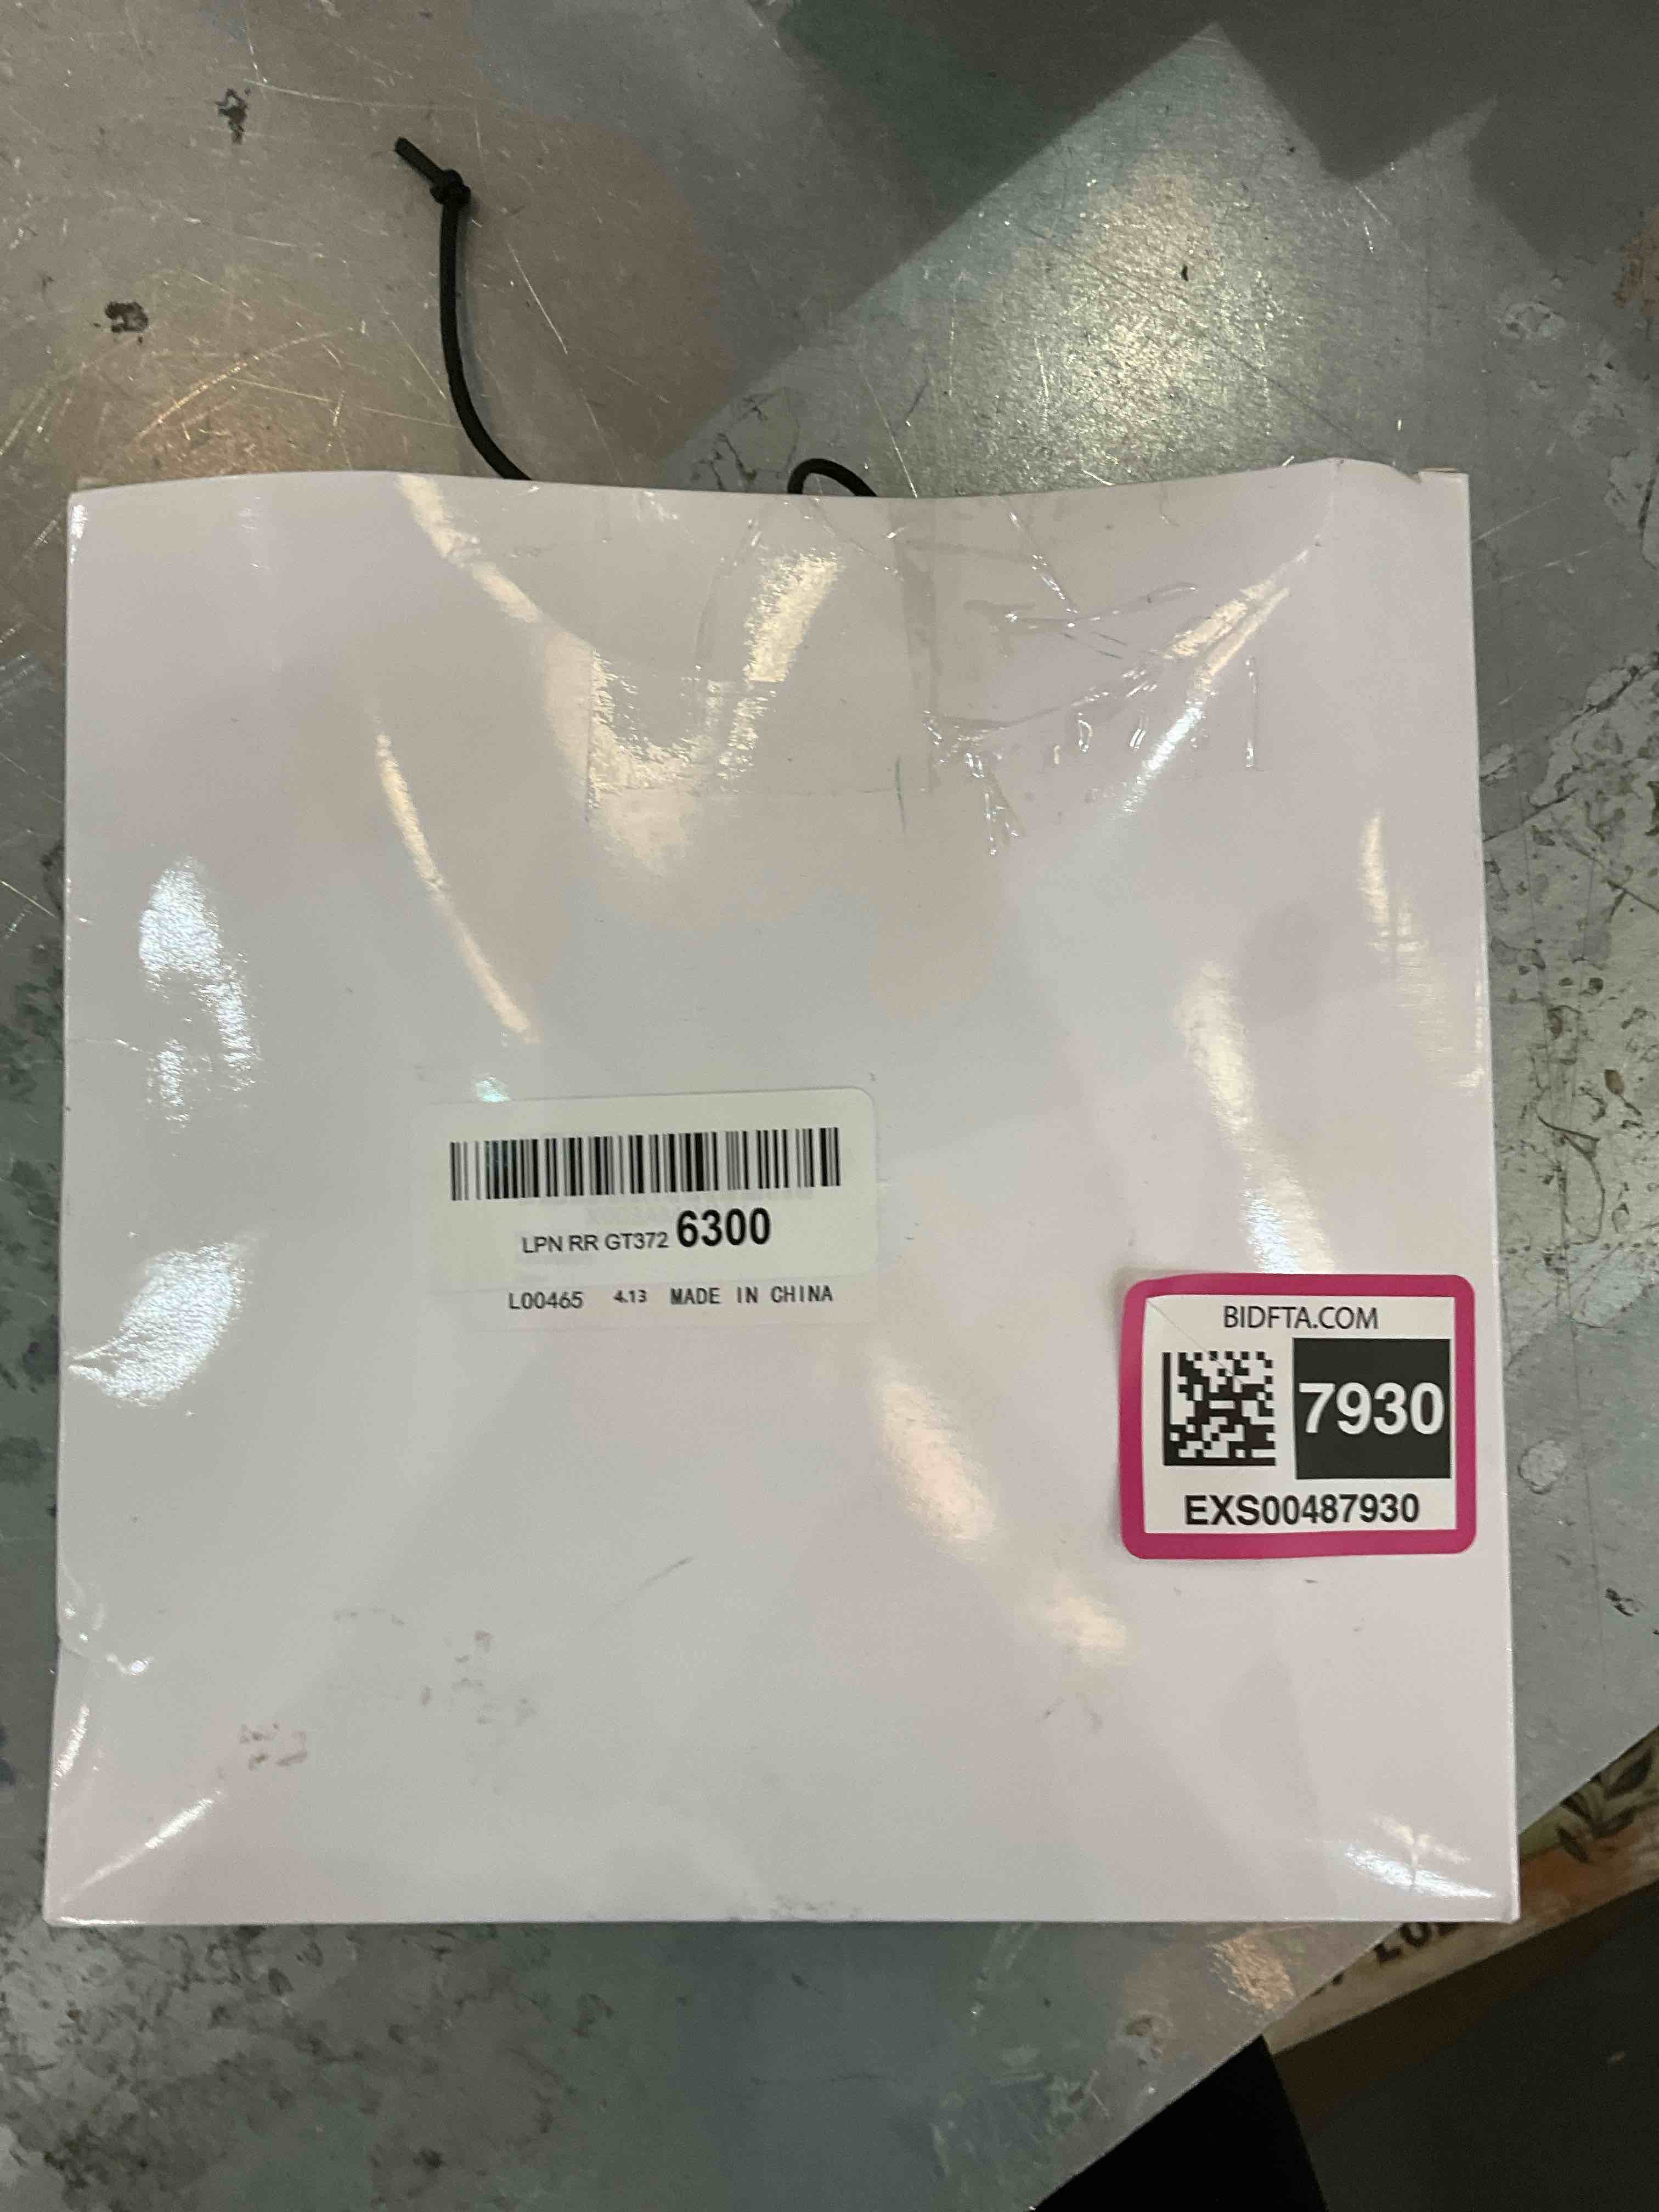 LPN RR GT372 6300
L00465 4.13 MADE IN CHINA
BIDFTA.COM
7930
EXS00487930